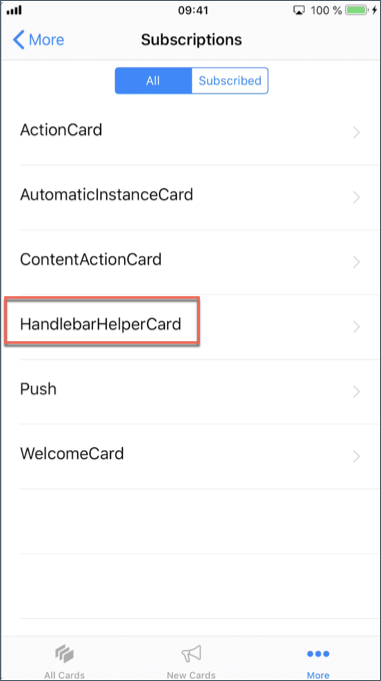 09:41
100 %
More
Subscriptions
All
Subscribed
ActionCard
AutomaticInstanceCard
ContentActionCard
HandlebarHelperCard
Push
WelcomeCard
All Cards
New Cards
More